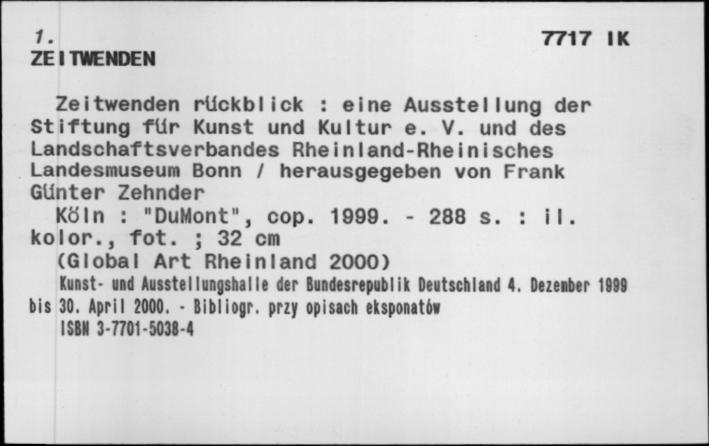 1.
7717 IK
ZEITWENDEN
Zeitwenden rückblick : eine Ausstellung der
Stiftung für Kunst und Kultur e. V. und des
Landschaftsverbandes Rheinland-Rheinisches
Landesmuseum Bonn / herausgegeben von Frank
Günter Zehnder
Köln : "DuMont", cop. 1999. - 288 s. : il.
kolor., fot. ; 32 cm
(Global Art Rheinland 2000)
Kunst- und Ausstellungshalle der Bundesrepublik Deutschland 4. Dezember 1999
bis 30. April 2000. - Bibliogr. przy opisach eksponatów
ISBN 3-7701-5038-4